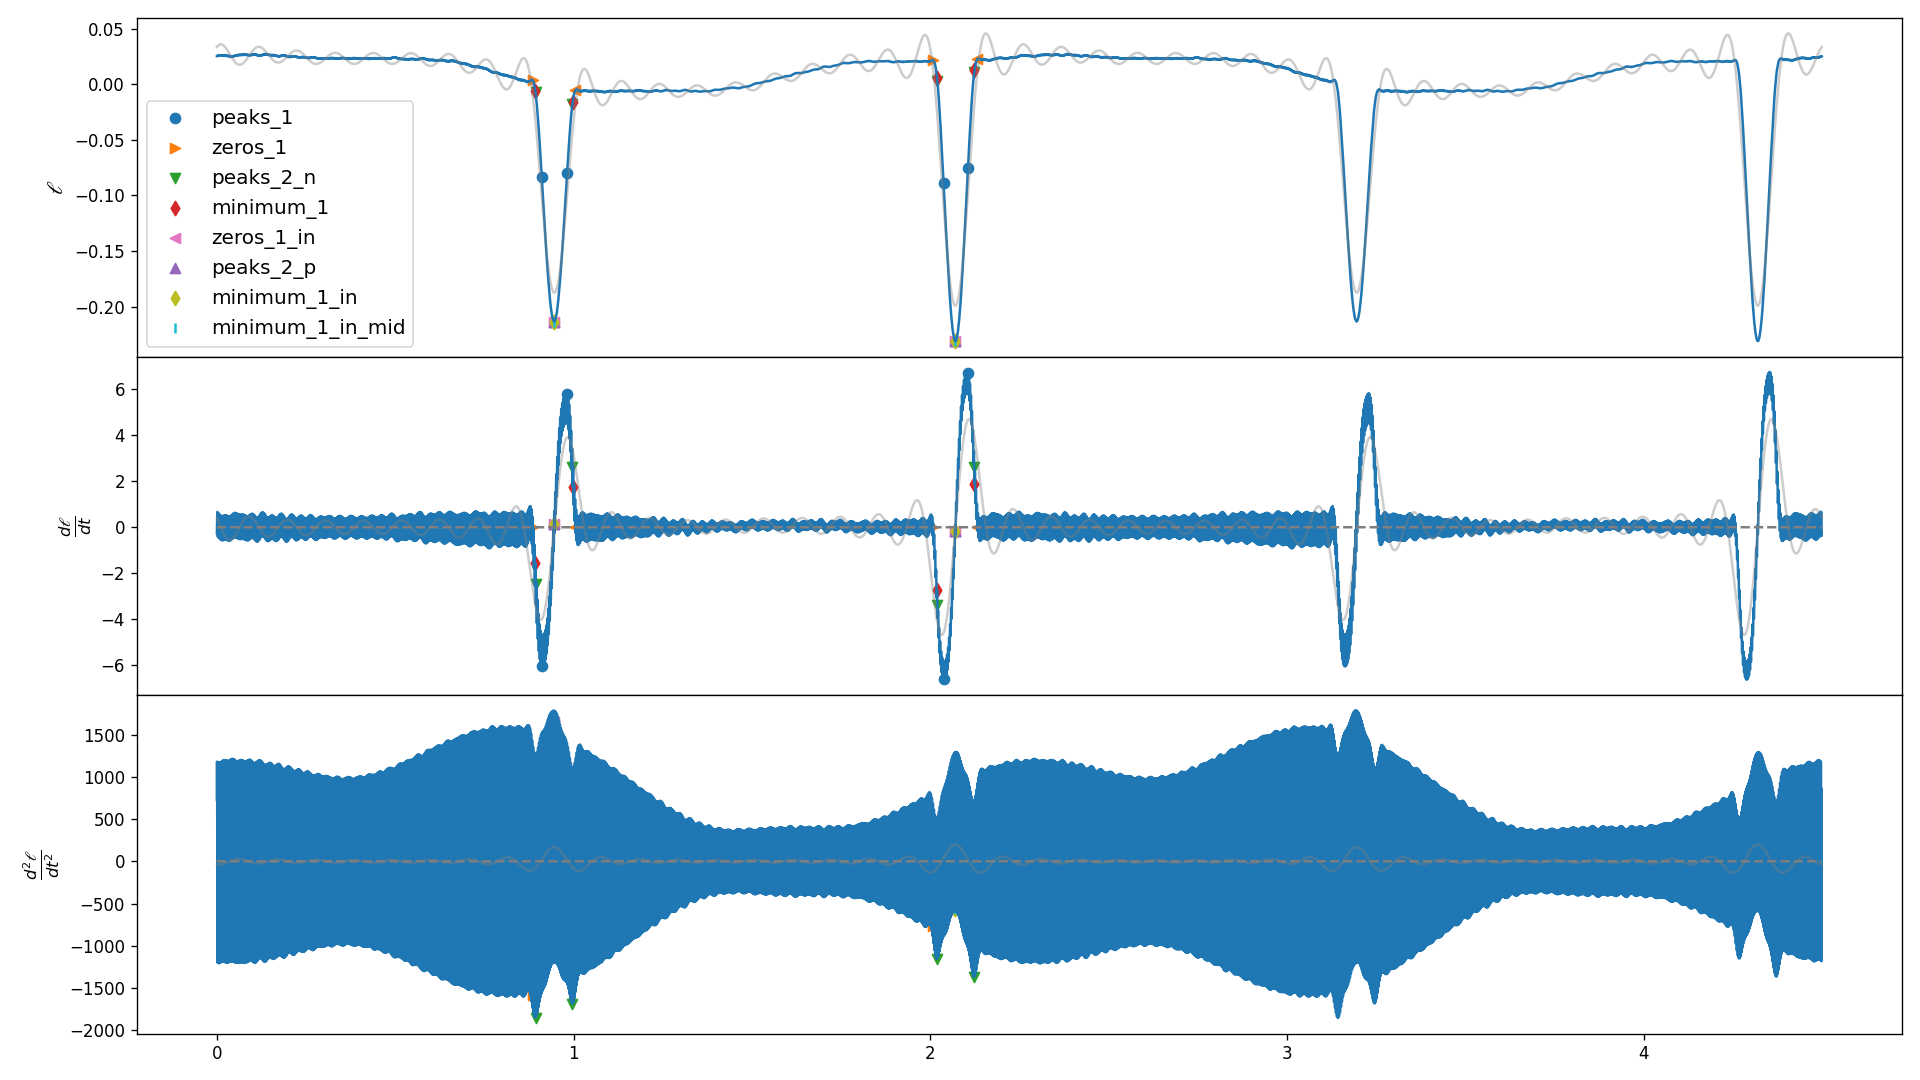 0.05
0.00
−0.05
−0.10
−0.15
−0.20
ℓ
peaks_1
zeros_1
peaks_2_n
minimum_1
zeros_1_in
peaks_2_p
minimum_1_in
minimum_1_in_mid
6
4
2
0
−2
−4
−6
dℓ
dt
1500
1000
500
0
−500
−1000
−1500
−2000
d²ℓ
dt²
0 1 2 3 4